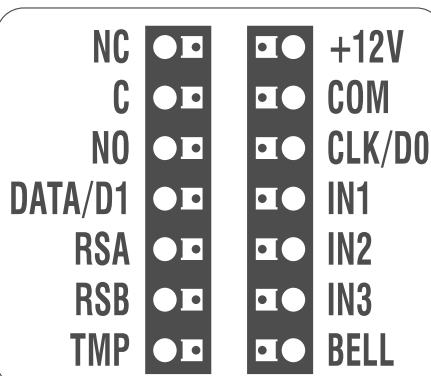 NC +12V
C COM
NO CLK/D0
DATA/D1 IN1
RSA IN2
RSB IN3
TMP BELL